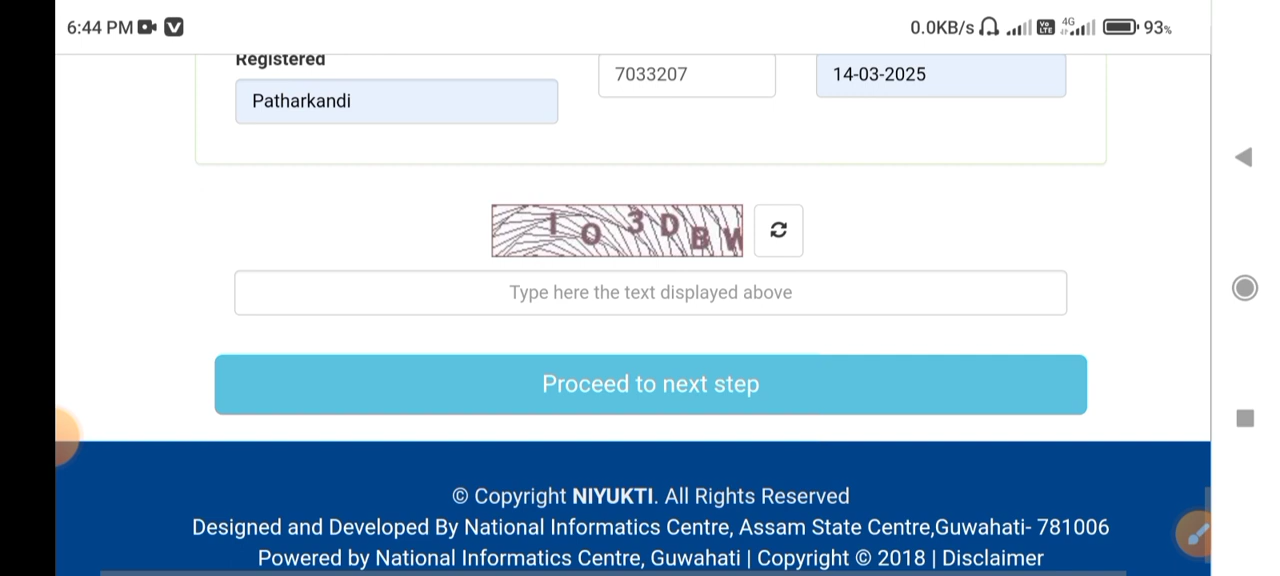 6:44 PM
0.0KB/s 4G 93%
Registered
Patharkandi
7033207
14-03-2025
Type here the text displayed above
Proceed to next step
© Copyright NIYUKTI. All Rights Reserved
Designed and Developed By National Informatics Centre, Assam State Centre,Guwahati- 781006
Powered by National Informatics Centre, Guwahati | Copyright © 2018 | Disclaimer